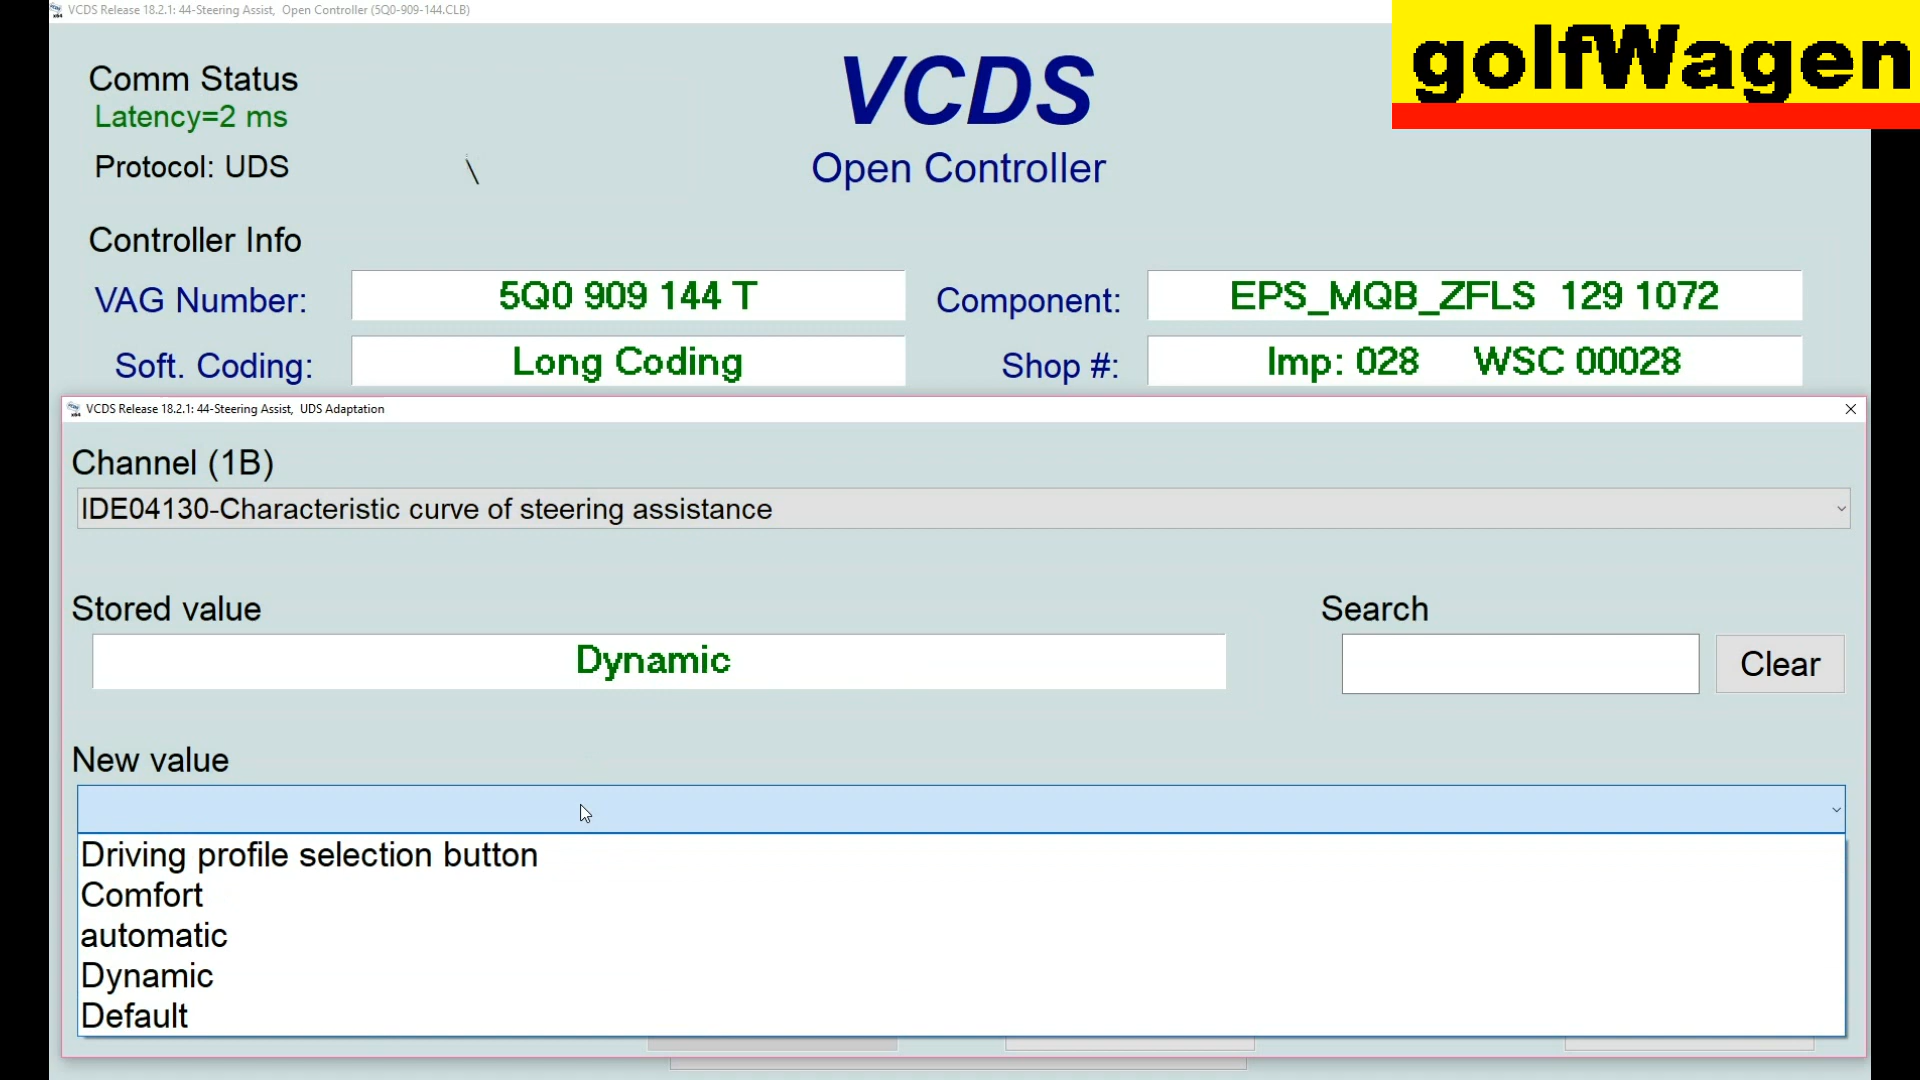 VCDS Release 18.2.1: 44-Steering Assist, Open Controller (5Q0-909-144.CLB)
golfWagen
Comm Status
Latency=2 ms
Protocol: UDS
\
VCDS
Open Controller
Controller Info
VAG Number: 5Q0 909 144 T Component: EPS_MQB_ZFLS 129 1072
Soft. Coding: Long Coding Shop #: Imp: 028 WSC 00028
VCDS Release 18.2.1: 44-Steering Assist, UDS Adaptation
Channel (1B)
IDE04130-Characteristic curve of steering assistance
Stored value Search
Dynamic Clear
New value
Driving profile selection button
Comfort
automatic
Dynamic
Default